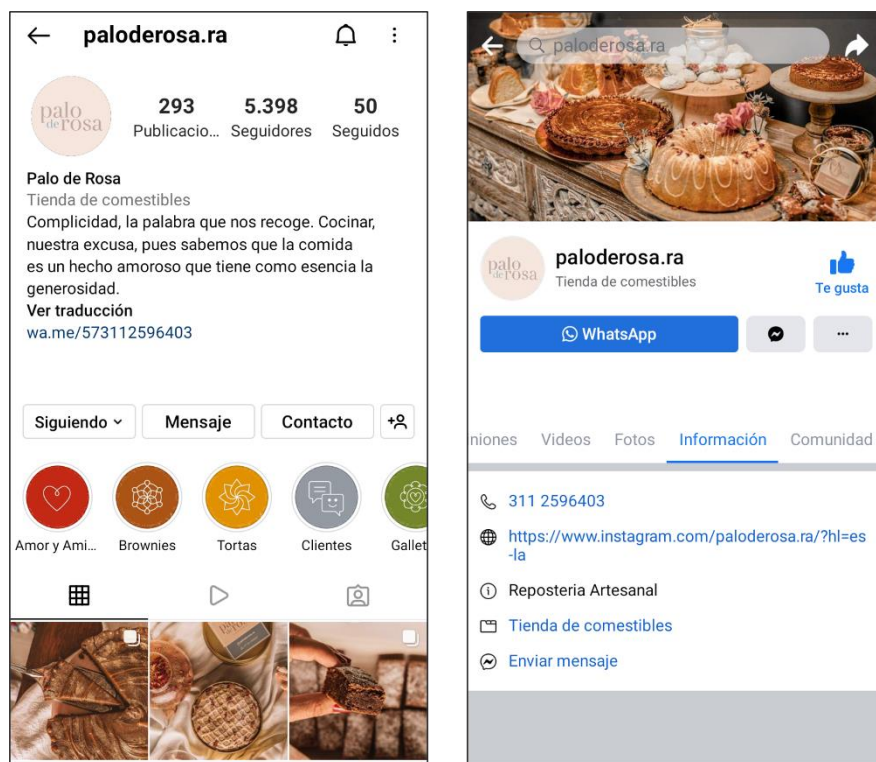 paloderosa.ra
palo
de rosa
293
5.398
50
Publicacio...
Seguidores
Seguidos
Palo de Rosa
Tienda de comestibles
Complicidad, la palabra que nos recoge. Cocinar,
nuestra excusa, pues sabemos que la comida
es un hecho amoroso que tiene como esencia la
generosidad.
Ver traducción
wa.me/573112596403
Siguiendo
Mensaje
Contacto
Amor y Ami...
Brownies
Tortas
Clientes
Gallet
paloderosa.ra
palo
de rosa
paloderosa.ra
Tienda de comestibles
Te gusta
WhatsApp
niones
Videos
Fotos
Información
Comunidad
311 2596403
https://www.instagram.com/paloderosa.ra/?hl=es
-la
Reposteria Artesanal
Tienda de comestibles
Enviar mensaje